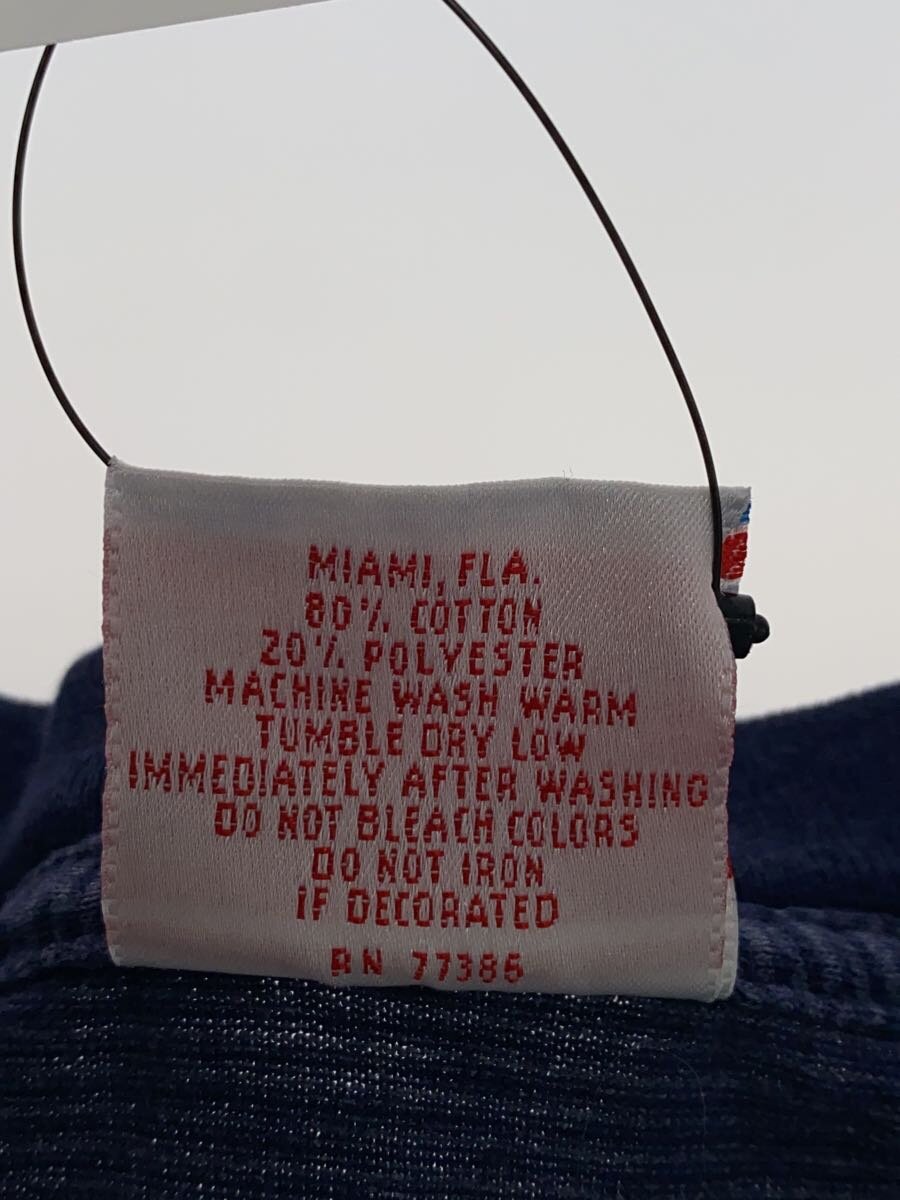 MIAMI, FLA.
80% COTTON
20% POLYESTER
MACHINE WASH WARM
TUMBLE DRY LOW
IMMEDIATELY AFTER WASHING
DO NOT BLEACH COLORS
DO NOT IRON
IF DECORATED
RN 77386